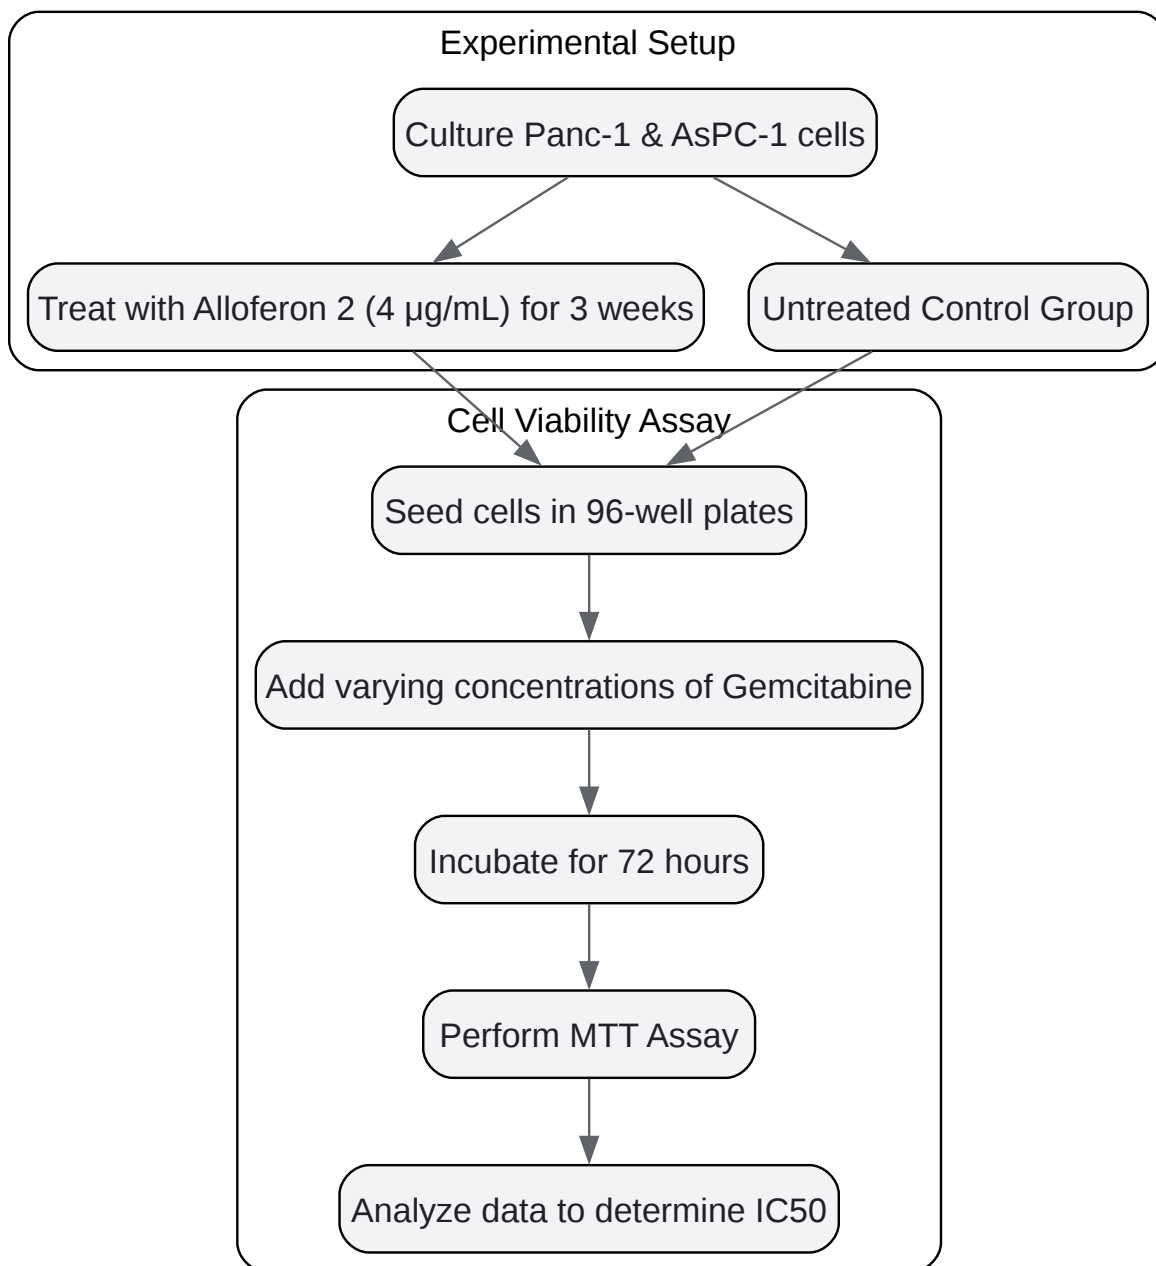 Experimental Setup
Culture Panc-1 & AsPC-1 cells
Treat with Alloferon 2 (4 μg/mL) for 3 weeks
Untreated Control Group
Cell Viability Assay
Seed cells in 96-well plates
Add varying concentrations of Gemcitabine
Incubate for 72 hours
Perform MTT Assay
Analyze data to determine IC50